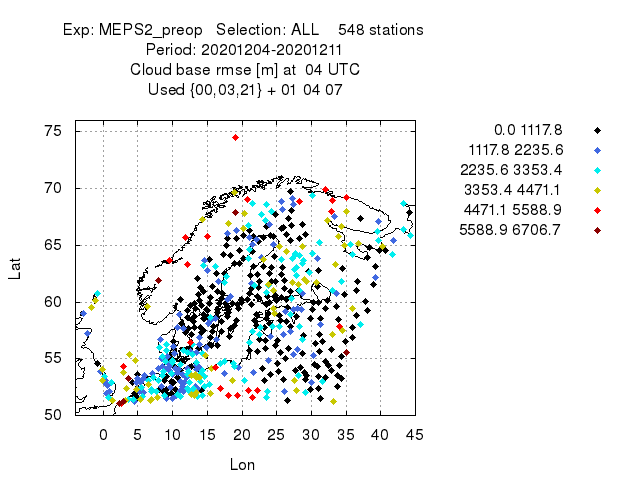 Exp: MEPS2_preop   Selection: ALL    548 stations
Period: 20201204-20201211
Cloud base rmse [m] at  04 UTC
Used {00,03,21} + 01 04 07
0.0 1117.8
1117.8 2235.6
2235.6 3353.4
3353.4 4471.1
4471.1 5588.9
5588.9 6706.7
75
70
65
60
55
50
Lat
0 5 10 15 20 25 30 35 40 45
Lon